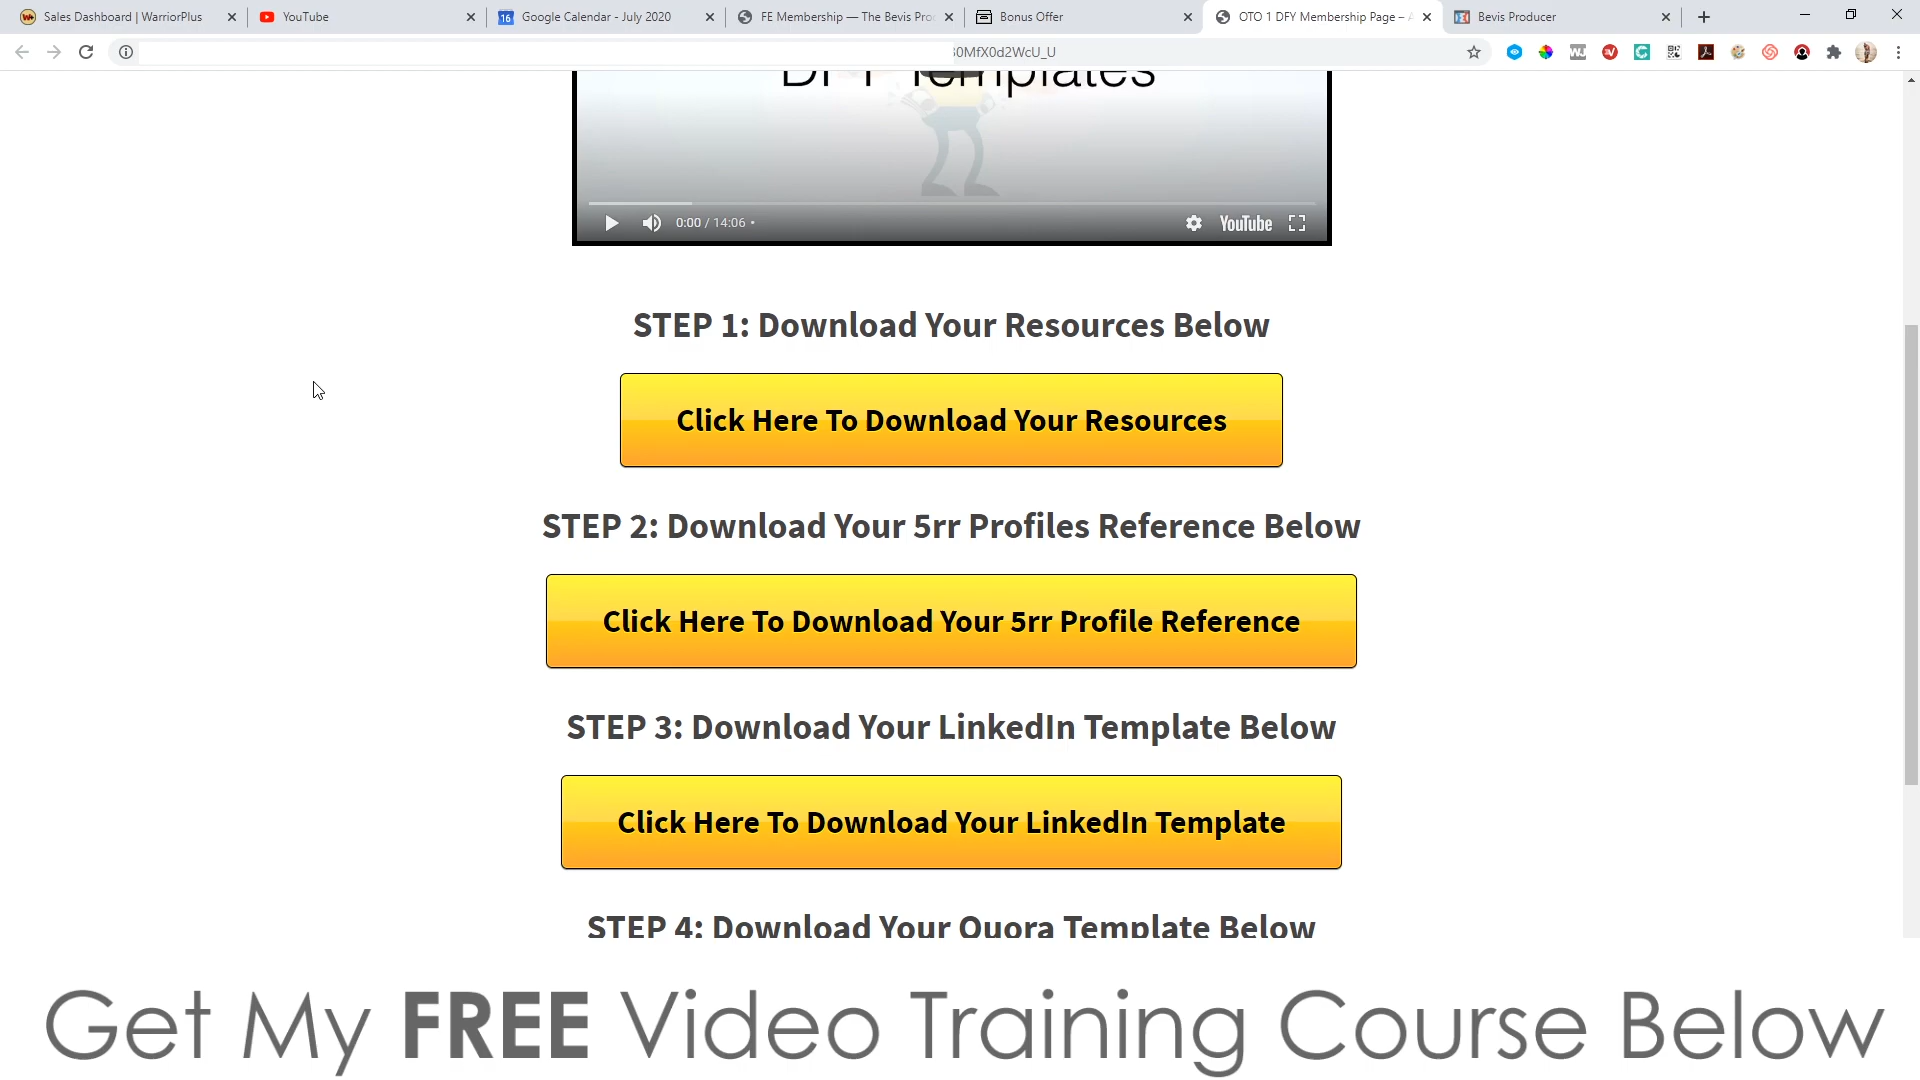 Sales Dashboard | WarriorPlus
YouTube
Google Calendar - July 2020
FE Membership — The Bevis Pro
Bonus Offer
OTO 1 DFY Membership Page –
Bevis Producer
0MfX0d2WcU_U
DFY Templates
0:00 / 14:06 •
YouTube
STEP 1: Download Your Resources Below
Click Here To Download Your Resources
STEP 2: Download Your 5rr Profiles Reference Below
Click Here To Download Your 5rr Profile Reference
STEP 3: Download Your LinkedIn Template Below
Click Here To Download Your LinkedIn Template
STEP 4: Download Your Quora Template Below
Get My FREE Video Training Course Below